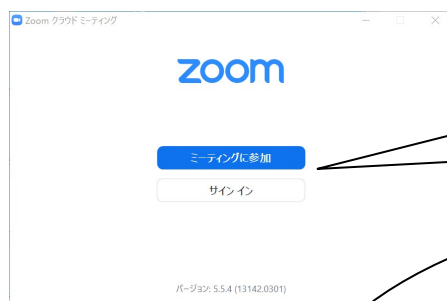 Zoom クラウド ミーティング
zoom
ミーティングに参加
サイン イン
バージョン: 5.5.4 (13142.0301)